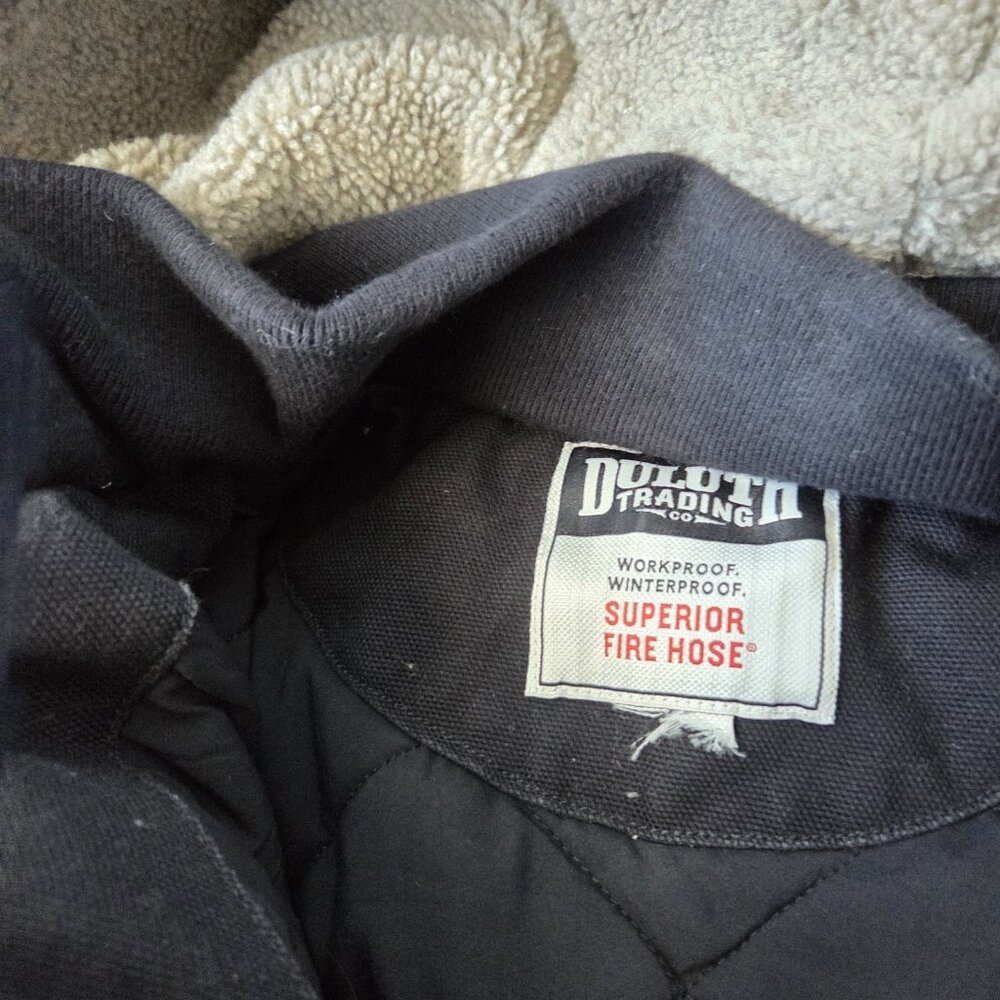 DULUTH
TRADING
CO
WORKPROOF.
WINTERPROOF.
SUPERIOR
FIRE HOSE®